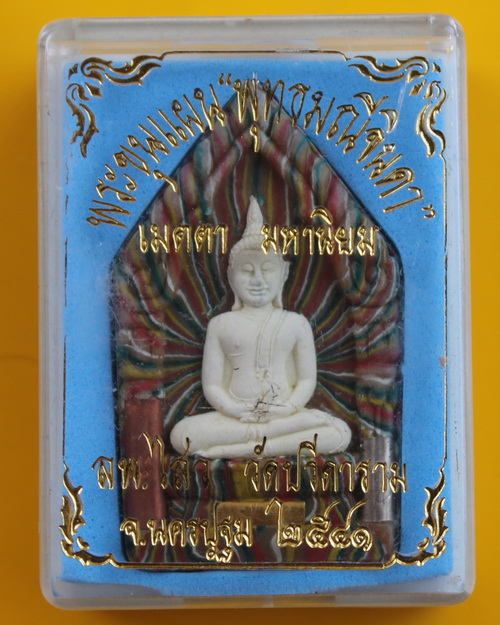 พระขุนแผน "พุทธมณีจินดา"
เมตตา มหานิยม
ลพ.ไสว วัดปรีดาราม
จ.นครปฐม ๒๕๔๑